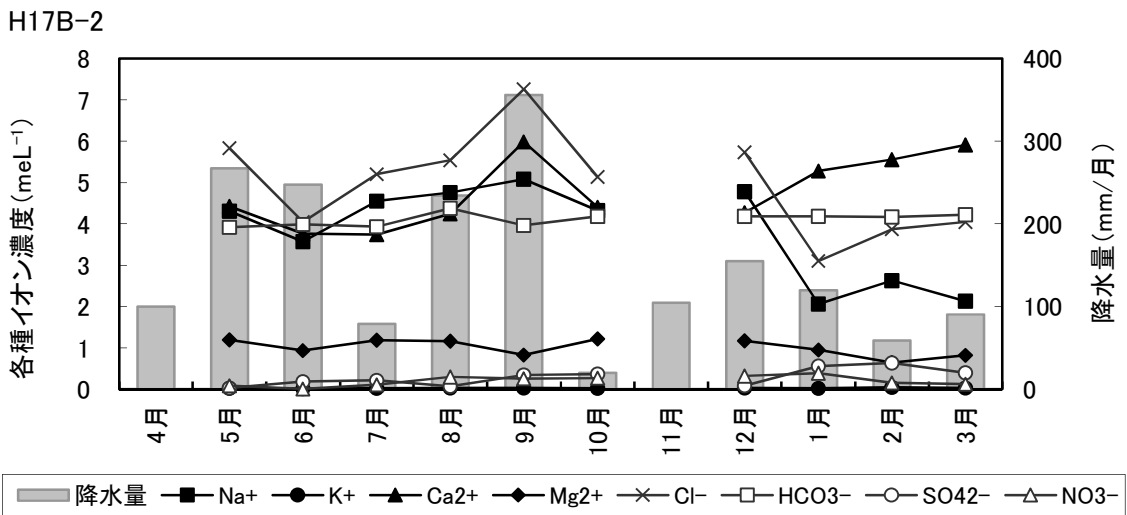 H17B-2
各種イオン濃度(meL⁻¹)
8
7
6
5
4
3
2
1
0
400
300
200
100
0
降水量(mm/月)
4月 5月 6月 7月 8月 9月 10月 11月 12月 1月 2月 3月
降水量 Na+ K+ Ca2+ Mg2+ Cl- HCO3- SO42- NO3-